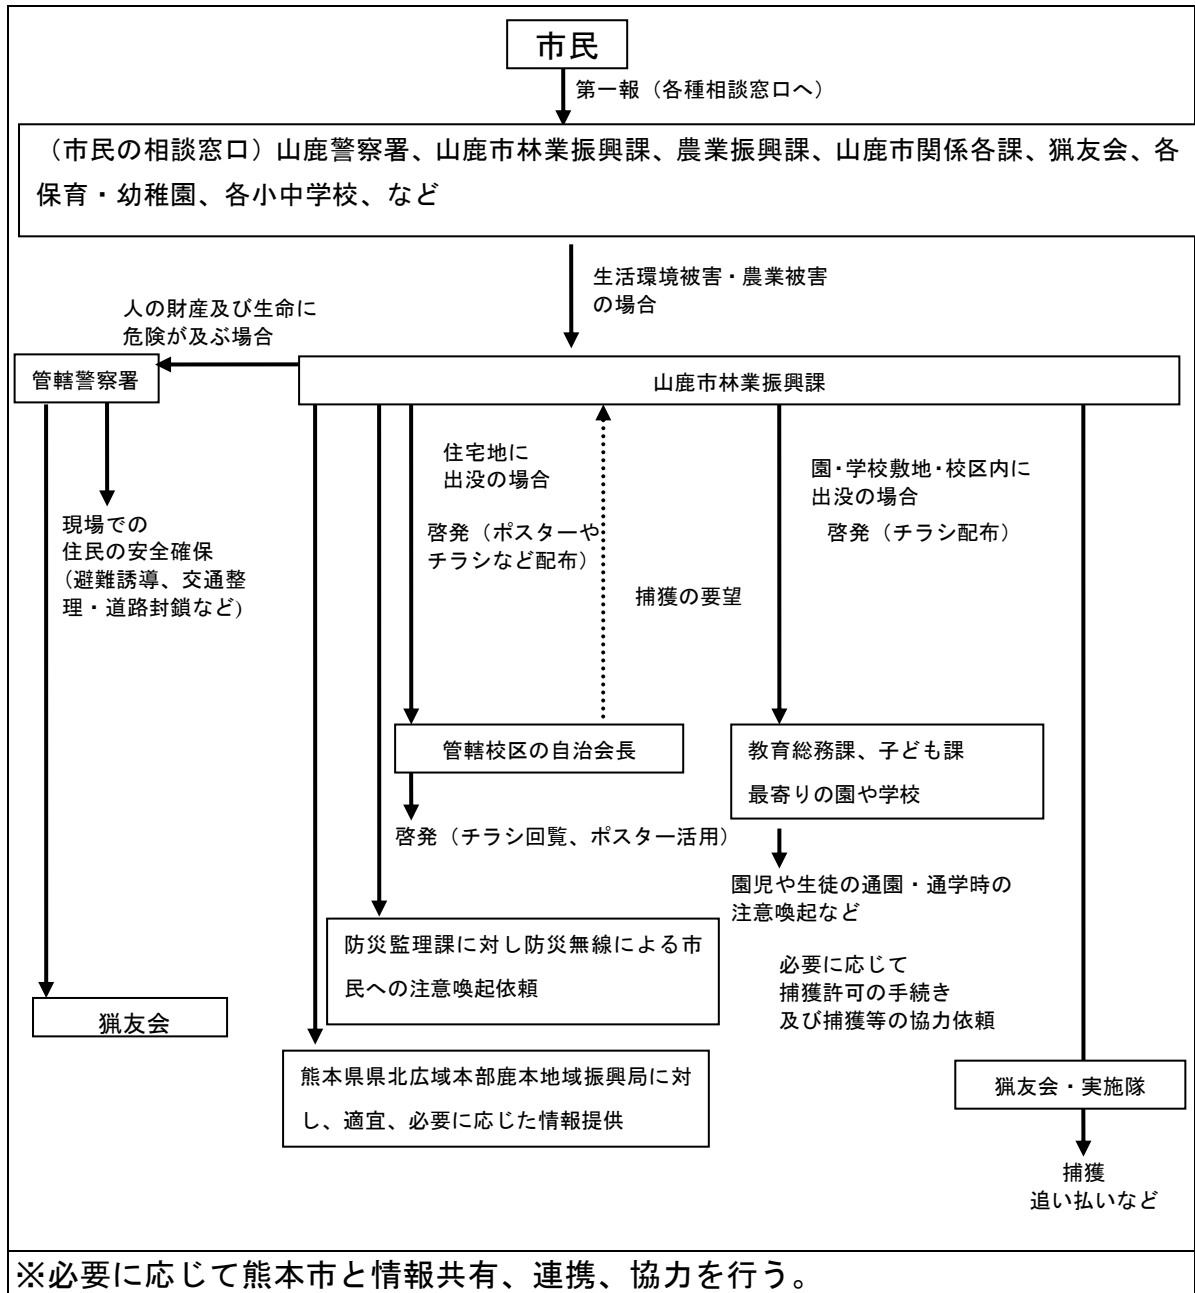 市民
第一報（各種相談窓口へ）
（市民の相談窓口）山鹿警察署、山鹿市林業振興課、農業振興課、山鹿市関係各課、猟友会、各
保育・幼稚園、各小中学校、など
生活環境被害・農業被害
の場合
人の財産及び生命に
危険が及ぶ場合
管轄警察署
山鹿市林業振興課
住宅地に
出没の場合
啓発（ポスターや
チラシなど配布）
捕獲の要望
園・学校敷地・校区内に
出没の場合
啓発（チラシ配布）
現場での
住民の安全確保
(避難誘導、交通整
理・道路封鎖など)
管轄校区の自治会長
教育総務課、子ども課
最寄りの園や学校
啓発（チラシ回覧、ポスター活用）
園児や生徒の通園・通学時の
注意喚起など
防災監理課に対し防災無線による市
民への注意喚起依頼
必要に応じて
捕獲許可の手続き
及び捕獲等の協力依頼
猟友会
熊本県県北広域本部鹿本地域振興局に対
し、適宜、必要に応じた情報提供
猟友会・実施隊
捕獲
追い払いなど
※必要に応じて熊本市と情報共有、連携、協力を行う。